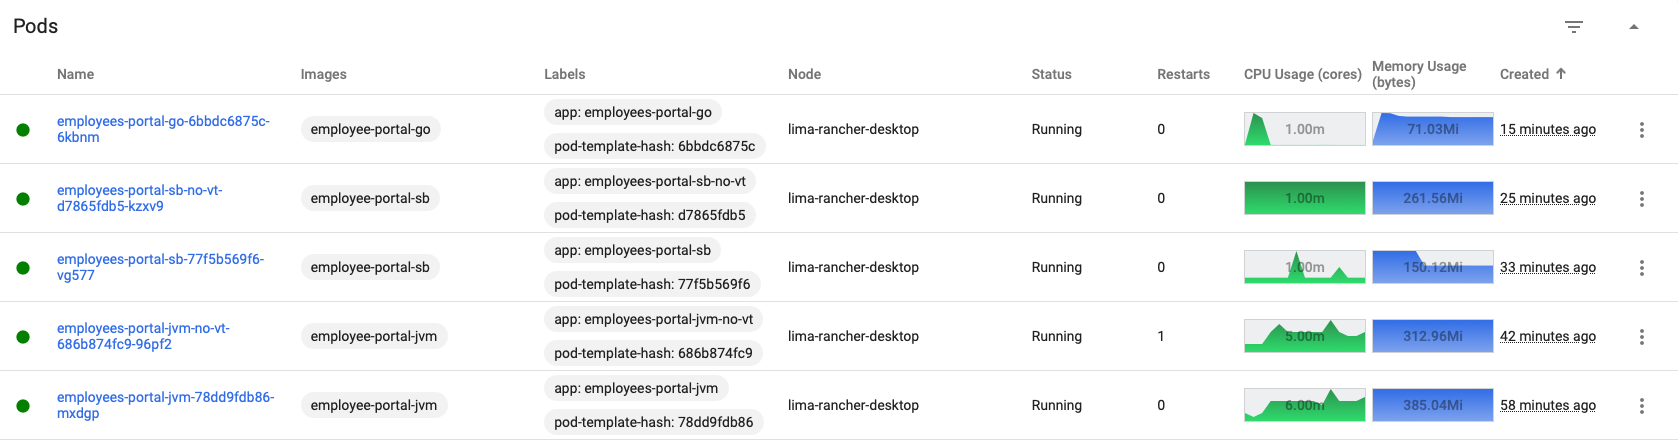 Pods
Name Images Labels Node Status Restarts CPU Usage (cores) Memory Usage (bytes) Created
employees-portal-go-6bbdc6875c-
6kbnm
employee-portal-go
app: employees-portal-go
pod-template-hash: 6bbdc6875c
lima-rancher-desktop
Running
0
1.00m
71.03Mi
15 minutes ago
employees-portal-sb-no-vt-
d7865fdb5-kzxv9
employee-portal-sb
app: employees-portal-sb-no-vt
pod-template-hash: d7865fdb5
lima-rancher-desktop
Running
0
1.00m
261.56Mi
25 minutes ago
employees-portal-sb-77f5b569f6-
vg577
employee-portal-sb
app: employees-portal-sb
pod-template-hash: 77f5b569f6
lima-rancher-desktop
Running
0
1.00m
150.12Mi
33 minutes ago
employees-portal-jvm-no-vt-
686b874fc9-96pf2
employee-portal-jvm
app: employees-portal-jvm-no-vt
pod-template-hash: 686b874fc9
lima-rancher-desktop
Running
1
5.00m
312.96Mi
42 minutes ago
employees-portal-jvm-78dd9fdb86-
mxdgp
employee-portal-jvm
app: employees-portal-jvm
pod-template-hash: 78dd9fdb86
lima-rancher-desktop
Running
0
6.00m
385.04Mi
58 minutes ago